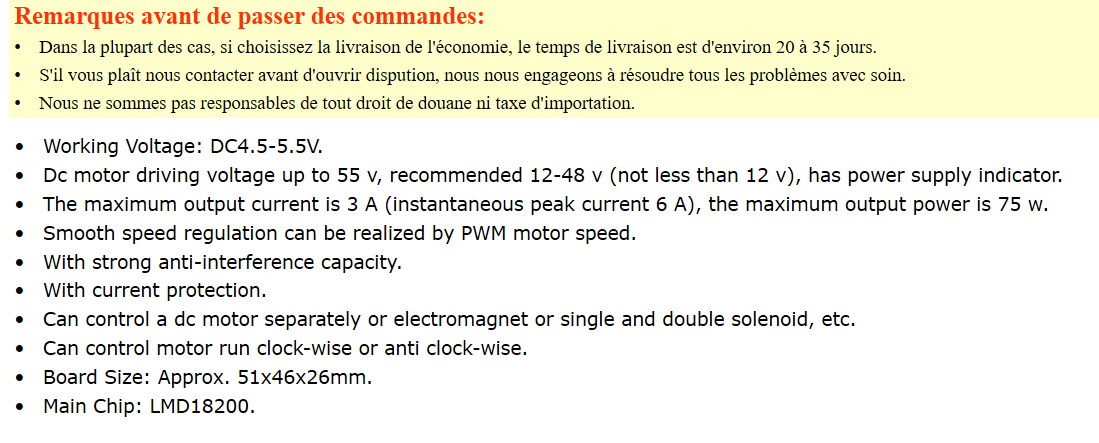 Remarques avant de passer des commandes:
• Dans la plupart des cas, si choisissez la livraison de l'économie, le temps de livraison est d'environ 20 à 35 jours.
• S'il vous plaît nous contacter avant d'ouvrir dispution, nous nous engageons à résoudre tous les problèmes avec soin.
• Nous ne sommes pas responsables de tout droit de douane ni taxe d'importation.
• Working Voltage: DC4.5-5.5V.
• Dc motor driving voltage up to 55 v, recommended 12-48 v (not less than 12 v), has power supply indicator.
• The maximum output current is 3 A (instantaneous peak current 6 A), the maximum output power is 75 w.
• Smooth speed regulation can be realized by PWM motor speed.
• With strong anti-interference capacity.
• With current protection.
• Can control a dc motor separately or electromagnet or single and double solenoid, etc.
• Can control motor run clock-wise or anti clock-wise.
• Board Size: Approx. 51x46x26mm.
• Main Chip: LMD18200.